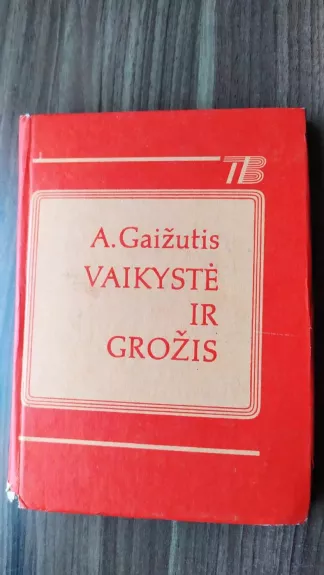 TB
A. Gaižutis
VAIKYSTĖ
IR
GROŽIS